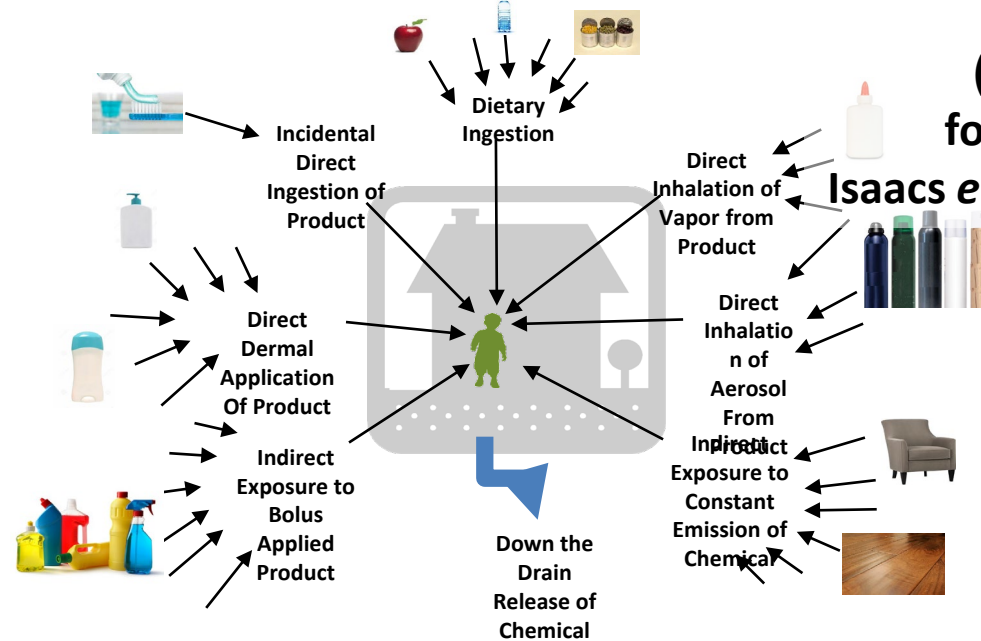 Dietary
Ingestion
Incidental
Direct
Ingestion of
Product
Direct
Inhalation of
Vapor from
Product
(
fo
Isaacs e
Direct
Dermal
Application
Of Product
Direct
Inhalatio
n of
Aerosol
From
Product
Indirect
Exposure to
Bolus
Applied
Product
Indirect
Exposure to
Constant
Emission of
Chemical
Down the
Drain
Release of
Chemical